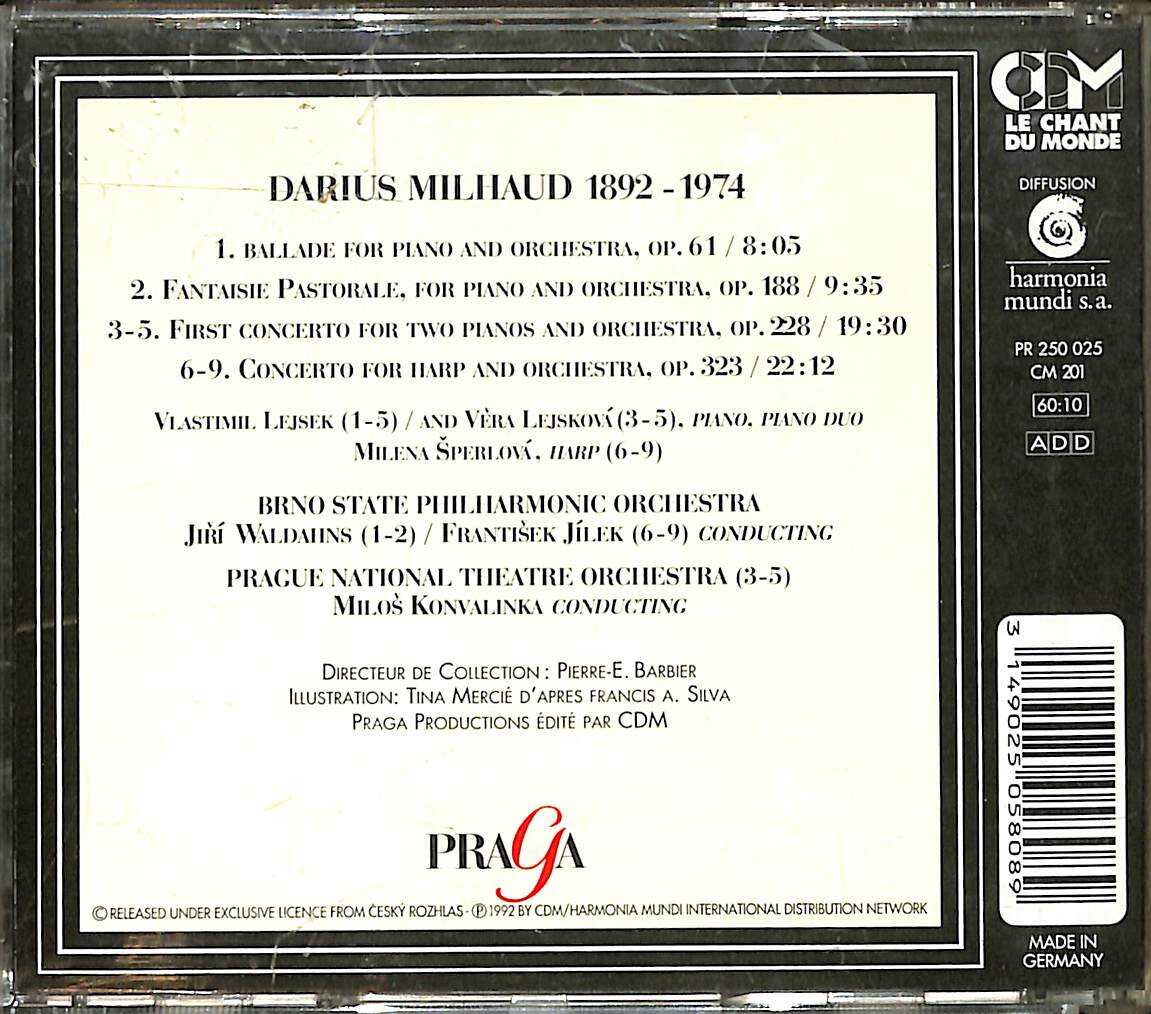 DARIUS MILHAUD 1892 - 1974
1. BALLADE FOR PIANO AND ORCHESTRA, OP. 61 / 8:05
2. FANTAISIE PASTORALE, FOR PIANO AND ORCHESTRA, OP. 188 / 9:35
3-5. FIRST CONCERTO FOR TWO PIANOS AND ORCHESTRA, OP. 228 / 19:30
6-9. CONCERTO FOR HARP AND ORCHESTRA, OP. 323 / 22:12
VLASTIMIL LEJSEK (1-5) / AND VĚRA LEJSKOVÁ (3-5), PIANO, PIANO DUO
MILENA ŠPERLOVÁ, HARP (6-9)
BRNO STATE PHILHARMONIC ORCHESTRA
JIŘÍ WALDAHNS (1-2) / FRANTIŠEK JÍLEK (6-9) CONDUCTING
PRAGUE NATIONAL THEATRE ORCHESTRA (3-5)
MILOŠ KONVALINKA CONDUCTING
DIRECTEUR DE COLLECTION : PIERRE-E. BARBIER
ILLUSTRATION: TINA MERCIÉ D'APRES FRANCIS A. SILVA
PRAGA PRODUCTIONS ÉDITÉ PAR CDM
PRAGA
© RELEASED UNDER EXCLUSIVE LICENCE FROM ČESKÝ ROZHLAS - ℗ 1992 BY CDM/HARMONIA MUNDI INTERNATIONAL DISTRIBUTION NETWORK
CDM
LE CHANT
DU MONDE
DIFFUSION
harmonia
mundi s.a.
PR 250 025
CM 201
60:10
ADD
3 149025 058089
MADE IN
GERMANY